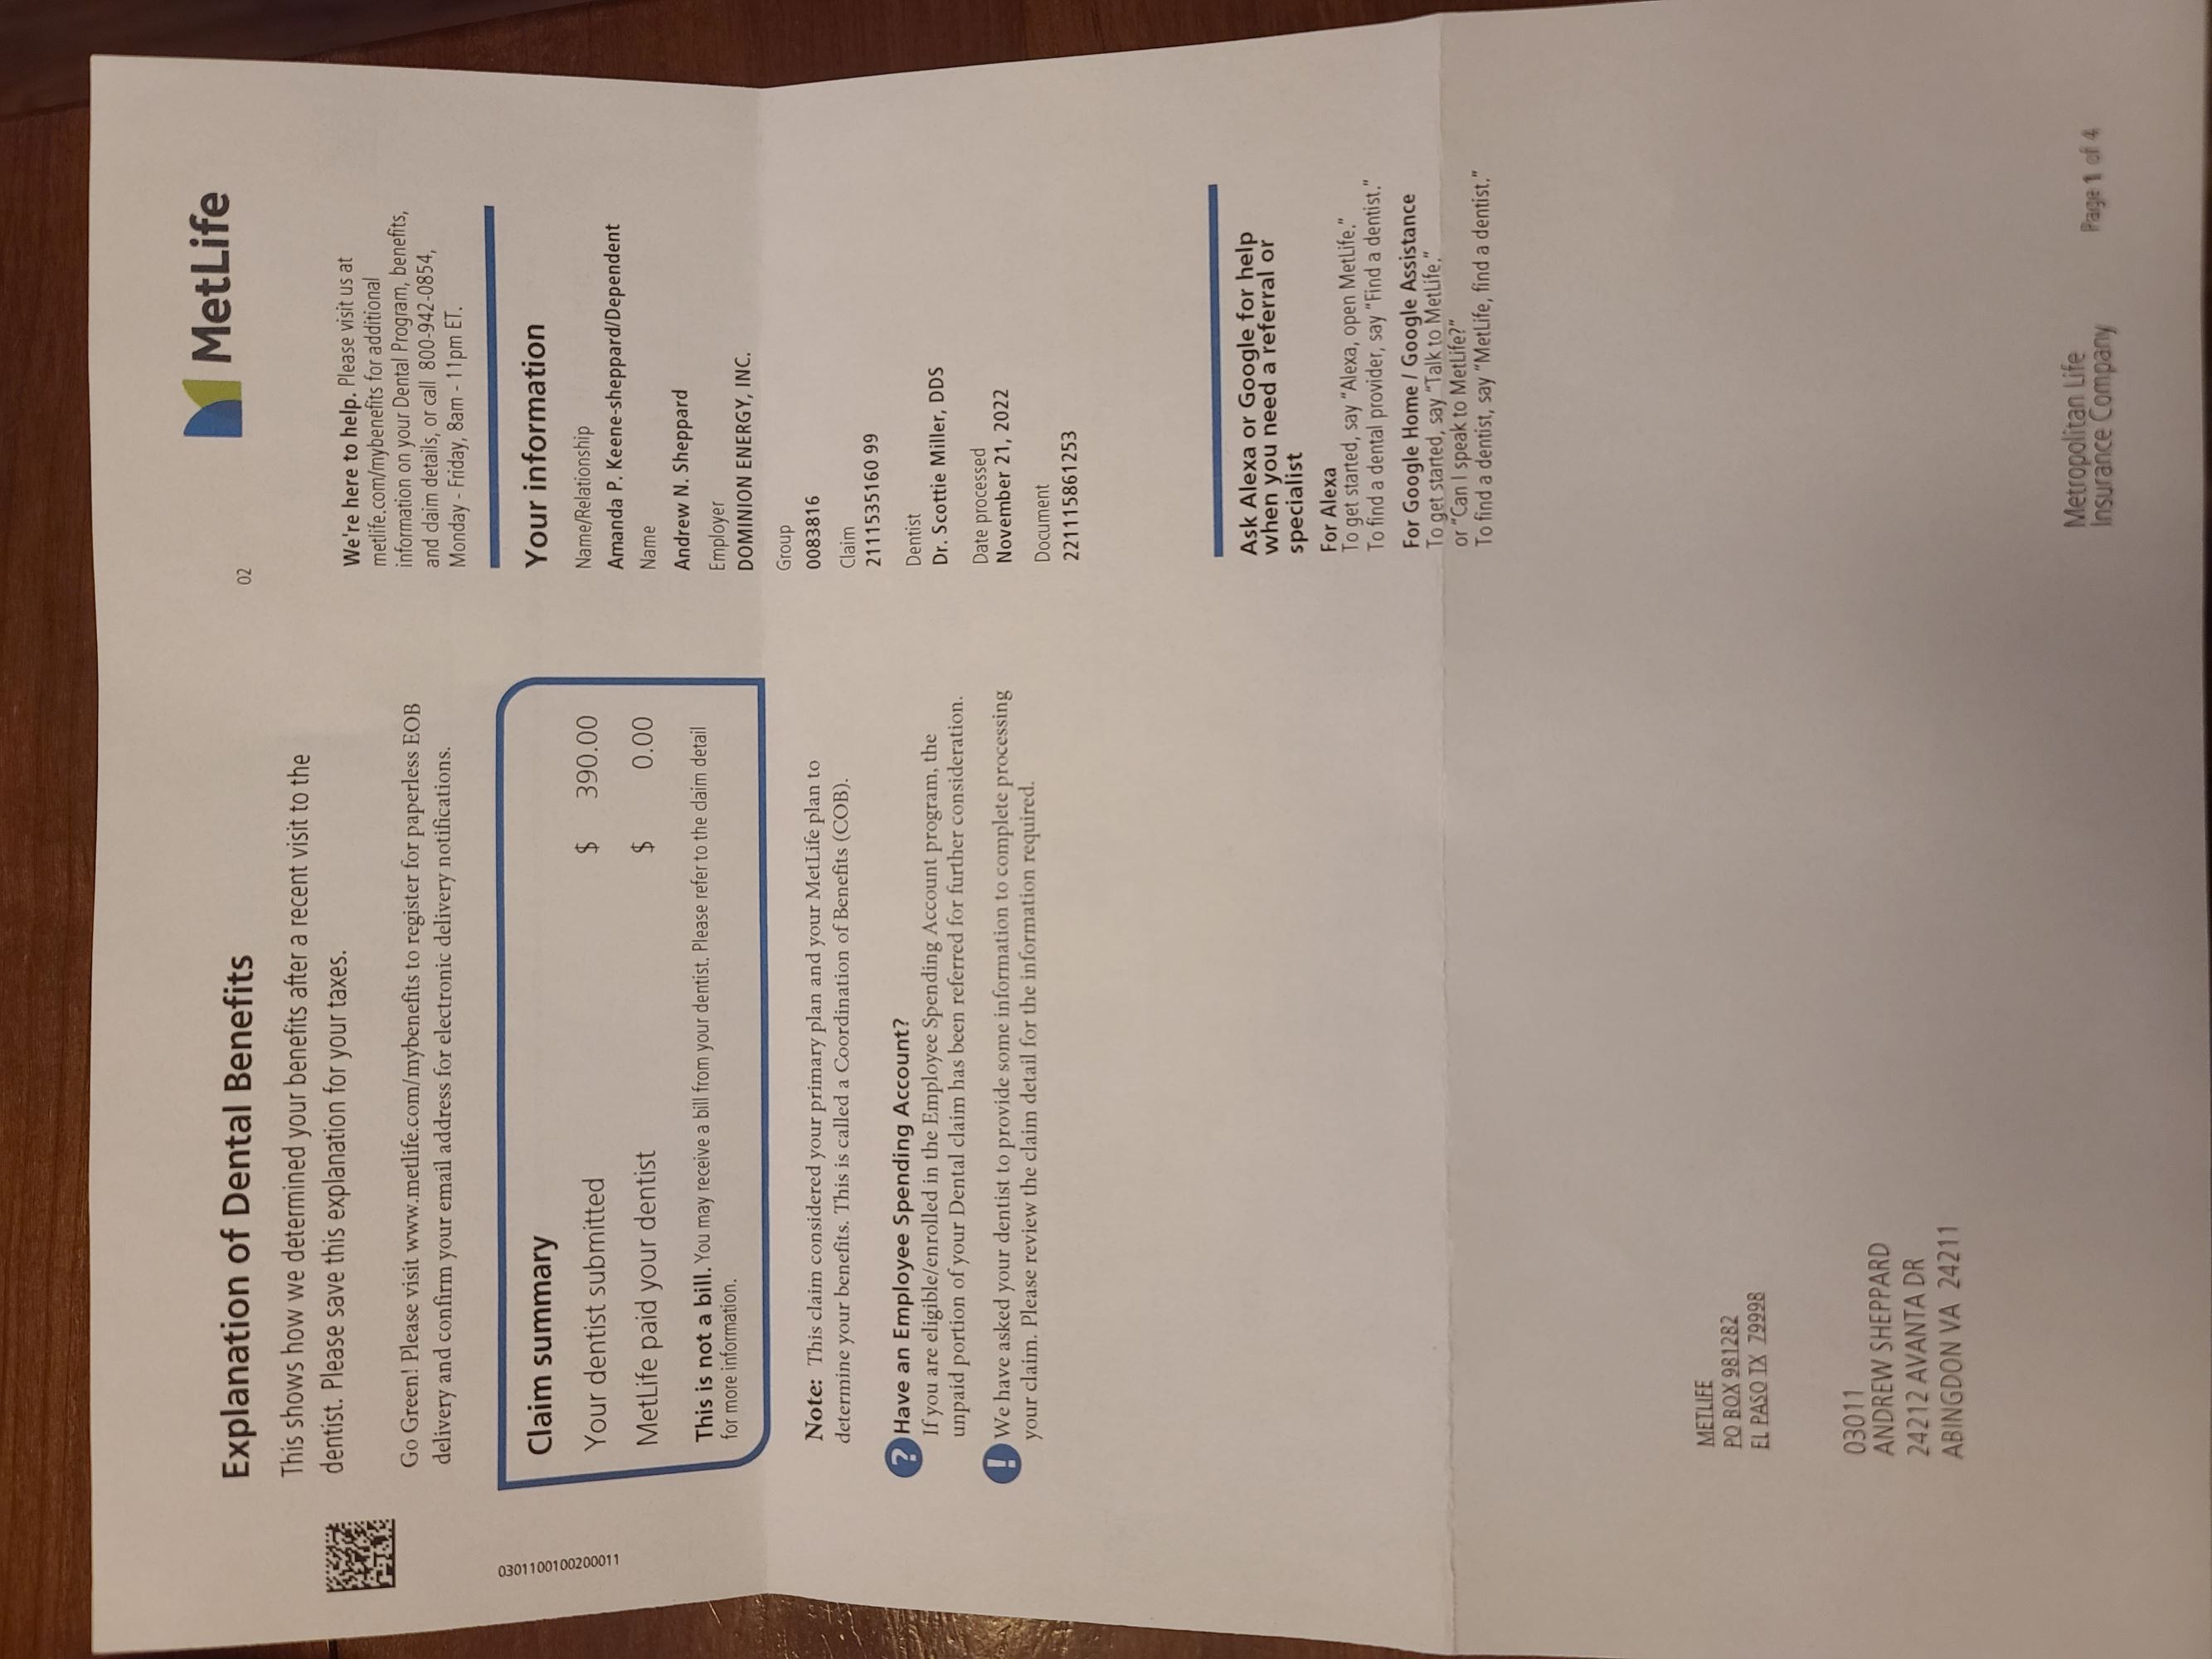 MetLife
02
Explanation of Dental Benefits
This shows how we determined your benefits after a recent visit to the
dentist. Please save this explanation for your taxes.
Go Green! Please visit www.metlife.com/mybenefits to register for paperless EOB
delivery and confirm your email address for electronic delivery notifications.
0301100100200011
Claim summary
Your dentist submitted $ 390.00
MetLife paid your dentist $ 0.00
This is not a bill. You may receive a bill from your dentist. Please refer to the claim detail
for more information.
Note: This claim considered your primary plan and your MetLife plan to
determine your benefits. This is called a Coordination of Benefits (COB).
? Have an Employee Spending Account?
If you are eligible/enrolled in the Employee Spending Account program, the
unpaid portion of your Dental claim has been referred for further consideration.
! We have asked your dentist to provide some information to complete processing
your claim. Please review the claim detail for the information required.
We're here to help. Please visit us at
metlife.com/mybenefits for additional
information on your Dental Program, benefits,
and claim details, or call 800-942-0854,
Monday - Friday, 8am - 11pm ET.
Your information
Name/Relationship
Amanda P. Keene-sheppard/Dependent
Name
Andrew N. Sheppard
Employer
DOMINION ENERGY, INC.
Group
0083816
Claim
2111535160 99
Dentist
Dr. Scottie Miller, DDS
Date processed
November 21, 2022
Document
221115861253
Ask Alexa or Google for help
when you need a referral or
specialist
For Alexa
To get started, say “Alexa, open MetLife.”
To find a dental provider, say “Find a dentist.”
For Google Home / Google Assistance
To get started, say “Talk to MetLife,”
or “Can I speak to MetLife?”
To find a dentist, say “MetLife, find a dentist.”
METLIFE
PO BOX 981282
EL PASO TX 79998
03011
ANDREW SHEPPARD
24212 AVANTA DR
ABINGDON VA 24211
Metropolitan Life
Insurance Company
Page 1 of 4